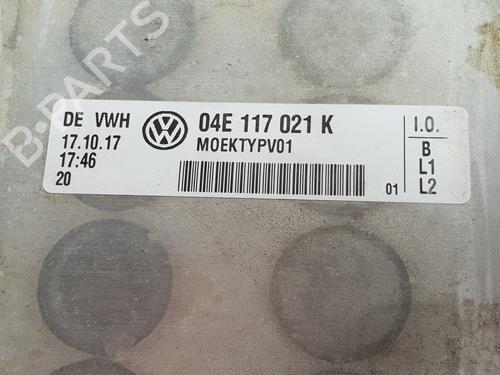 B-PARTS
DE VWH
17.10.17
17:46
20
04E 117 021 K
MOEKTYPV01
01
I.O.
B
L1
L2